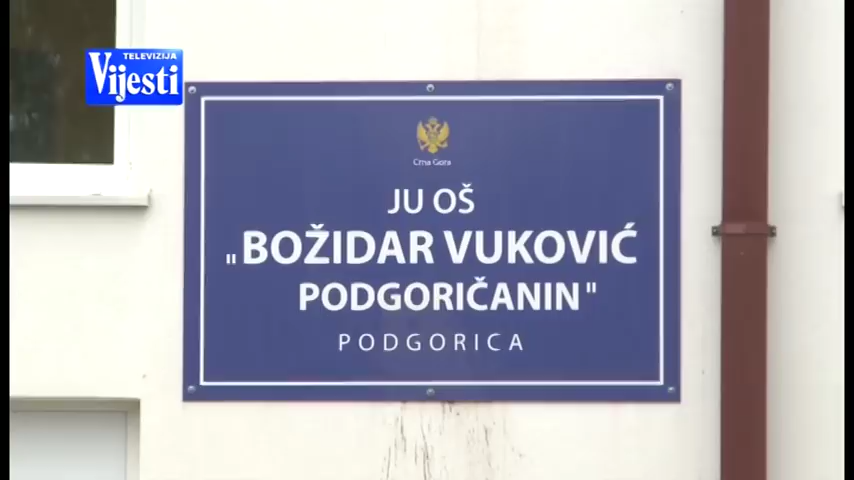 TELEVIZIJA
Vijesti
Crna Gora
JU OŠ
„BOŽIDAR VUKOVIĆ
PODGORIČANIN"
PODGORICA